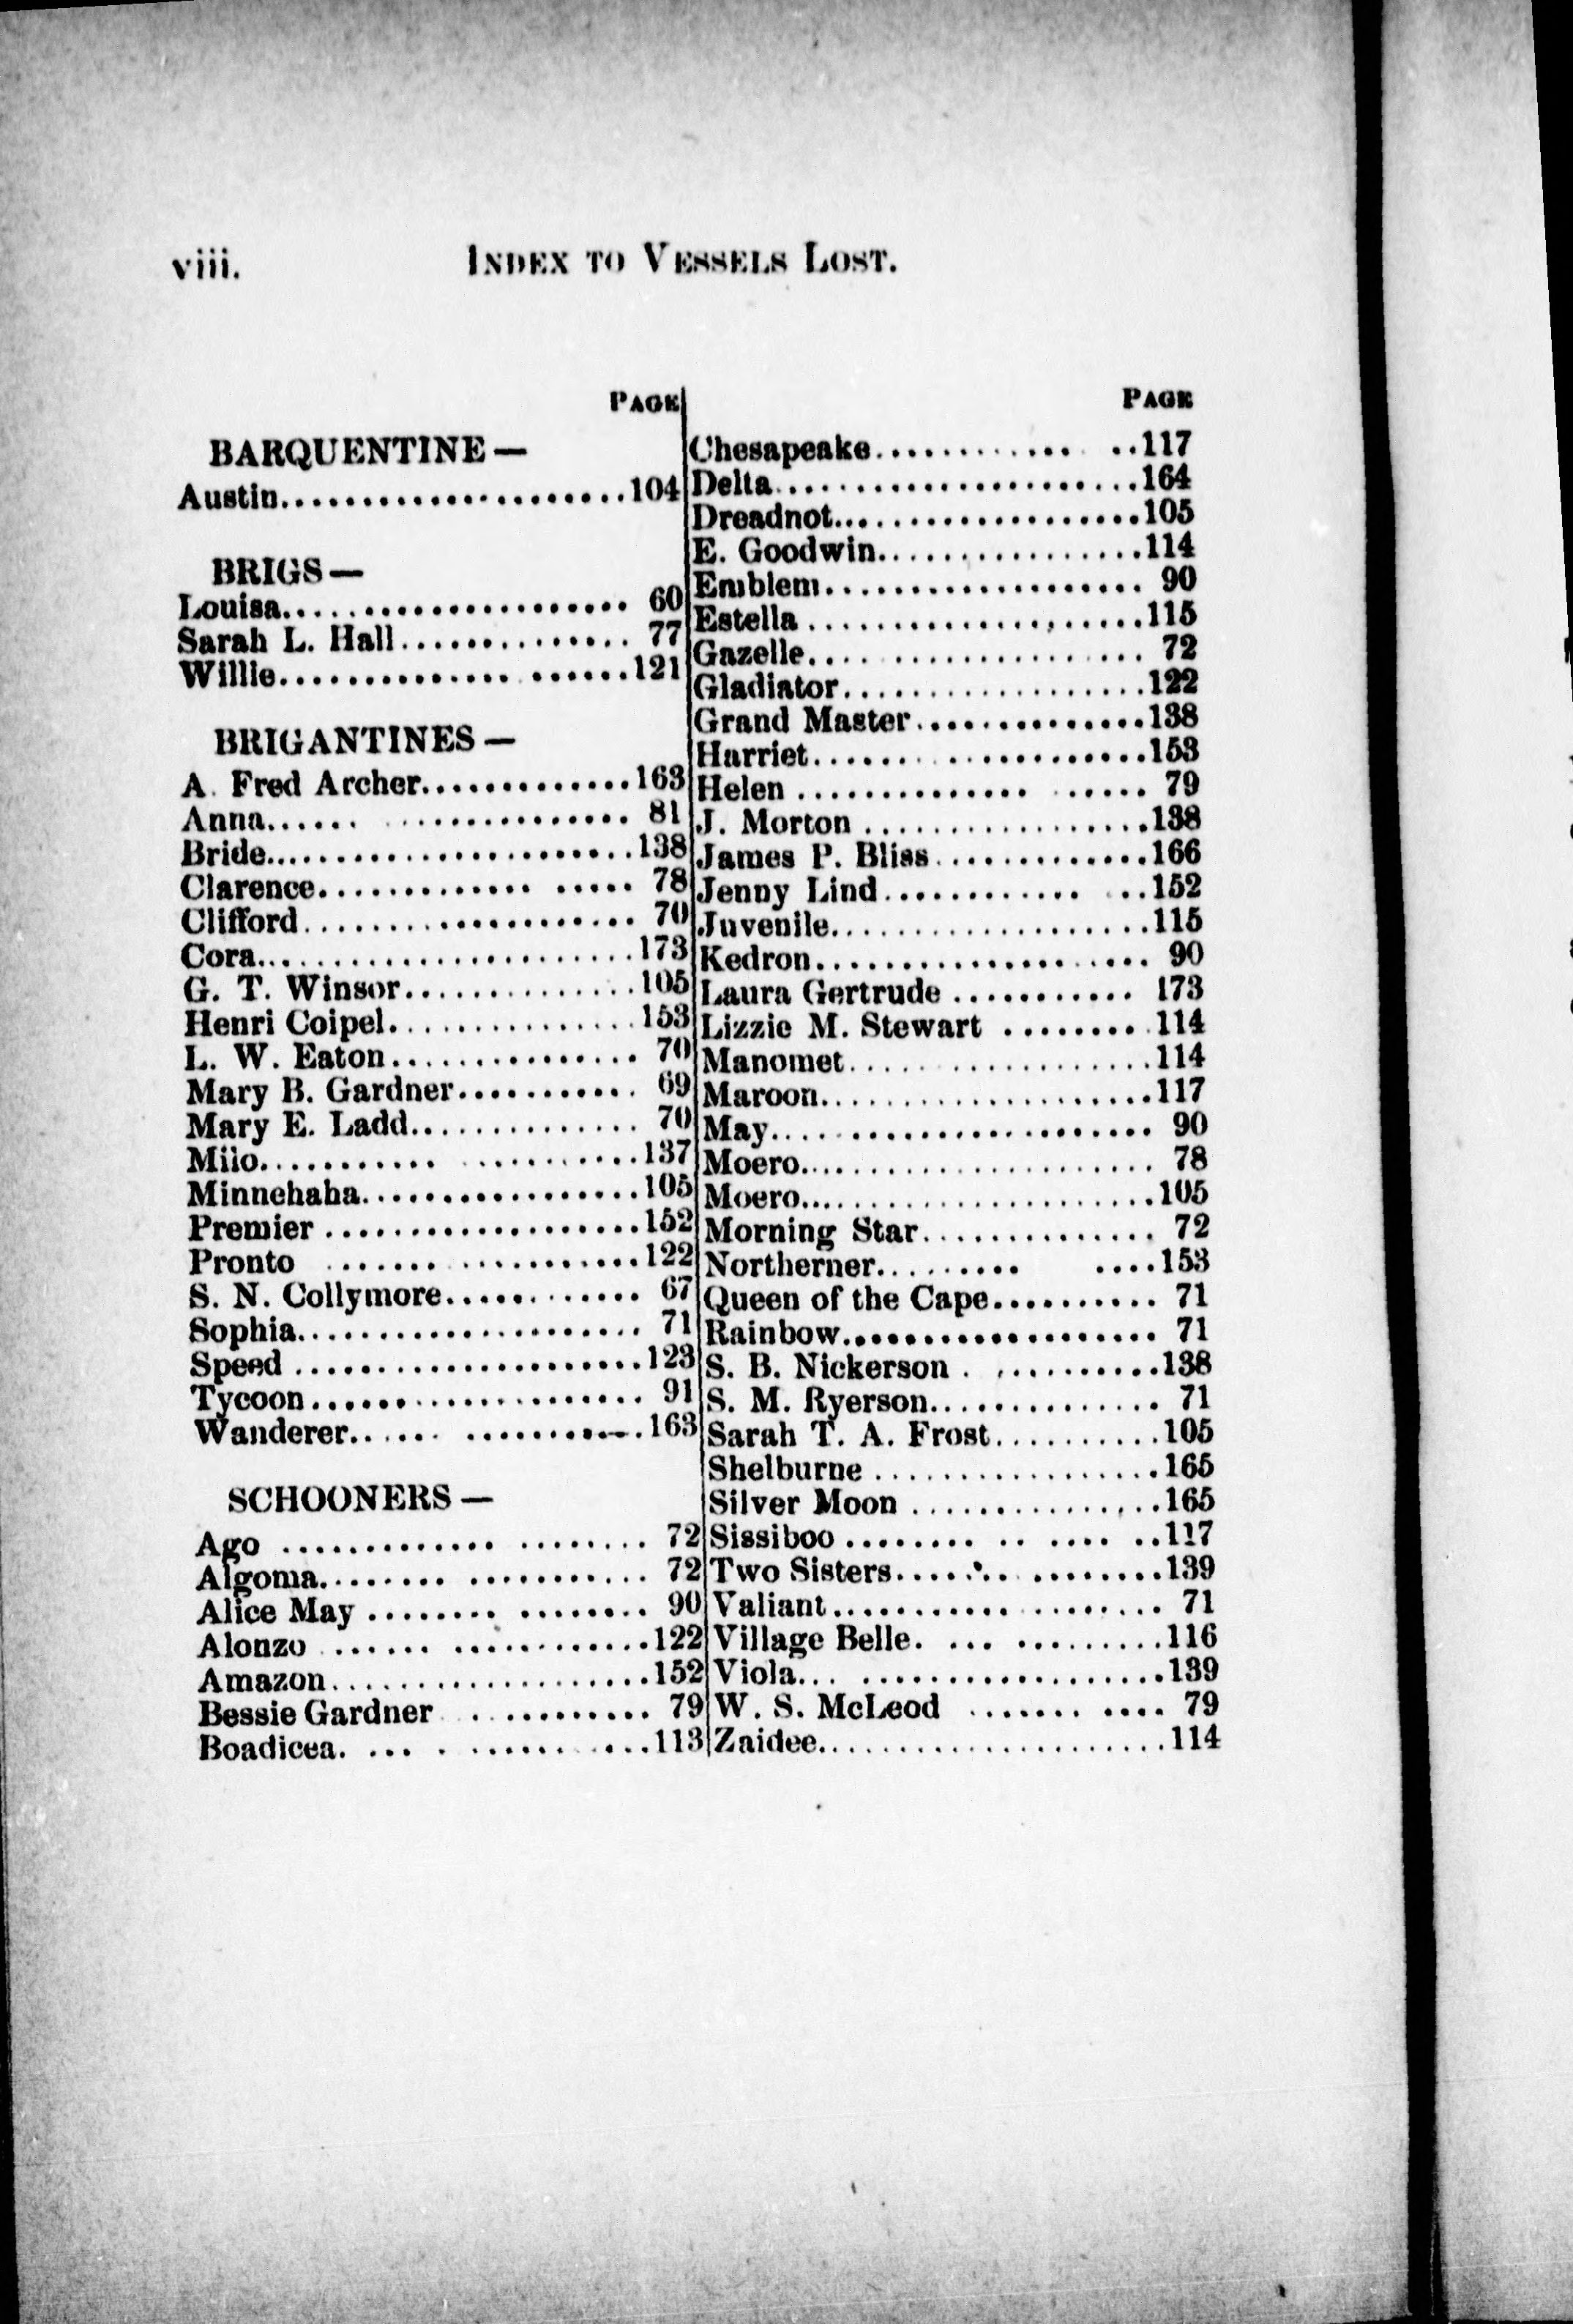 viii. INDEX TO VESSELS LOST.
PAGE
BARQUENTINE—
Austin.....................104
BRIGS—
Louisa..................... 60
Sarah L. Hall.............. 77
Willie.....................121
BRIGANTINES—
A. Fred Archer.............163
Anna....................... 81
Bride......................138
Clarence................... 78
Clifford................... 70
Cora.......................173
G. T. Winsor...............105
Henri Coipel...............153
L. W. Eaton................ 70
Mary B. Gardner............ 69
Mary E. Ladd............... 70
Milo.......................137
Minnehaha..................105
Premier ...................152
Pronto ....................122
S. N. Collymore............ 67
Sophia..................... 71
Speed .....................123
Tycoon..................... 91
Wanderer...................163
SCHOONERS—
Ago ....................... 72
Algoma..................... 72
Alice May ................. 90
Alonzo ....................122
Amazon.....................152
Bessie Gardner ............ 79
Boadicea...................113
PAGE
Chesapeake.................117
Delta......................164
Dreadnot...................105
E. Goodwin.................114
Emblem..................... 90
Estella ...................115
Gazelle.................... 72
Gladiator..................122
Grand Master...............138
Harriet....................153
Helen ..................... 79
J. Morton .................138
James P. Bliss.............166
Jenny Lind.................152
Juvenile...................115
Kedron..................... 90
Laura Gertrude ............173
Lizzie M. Stewart .........114
Manomet....................114
Maroon.....................117
May........................ 90
Moero...................... 78
Moero......................105
Morning Star............... 72
Northerner.................153
Queen of the Cape.......... 71
Rainbow.................... 71
S. B. Nickerson ...........138
S. M. Ryerson.............. 71
Sarah T. A. Frost..........105
Shelburne .................165
Silver Moon ...............165
Sissiboo ..................117
Two Sisters................139
Valiant.................... 71
Village Belle..............116
Viola......................139
W. S. McLeod .............. 79
Zaidee.....................114